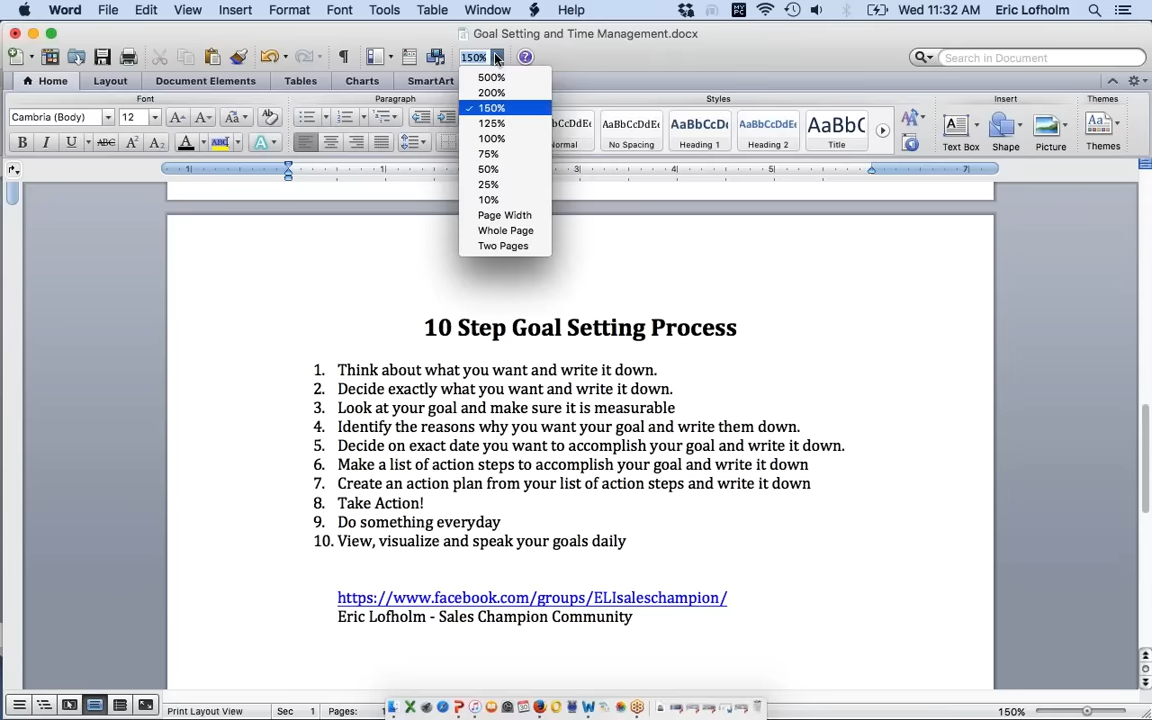 Word File Edit View Insert Format Font Tools Table Window Help Wed 11:32 AM Eric Lofholm
Goal Setting and Time Management.docx
150% Search in Document
Home Layout Document Elements Tables Charts SmartArt
Font Paragraph Styles Insert Themes
Cambria (Body) 12
500%
200%
150%
125%
100%
75%
50%
25%
10%
Page Width
Whole Page
Two Pages
AaBbCcDdEe AaBbCcDdEe AaBbCcDc AaBbCcDdEe AaBbC
Normal No Spacing Heading 1 Heading 2 Title Text Box Shape Picture Themes
10 Step Goal Setting Process
1. Think about what you want and write it down.
2. Decide exactly what you want and write it down.
3. Look at your goal and make sure it is measurable
4. Identify the reasons why you want your goal and write them down.
5. Decide on exact date you want to accomplish your goal and write it down.
6. Make a list of action steps to accomplish your goal and write it down
7. Create an action plan from your list of action steps and write it down
8. Take Action!
9. Do something everyday
10. View, visualize and speak your goals daily
https://www.facebook.com/groups/ELIsaleschampion/
Eric Lofholm - Sales Champion Community
Print Layout View Sec 1 Pages: 150%